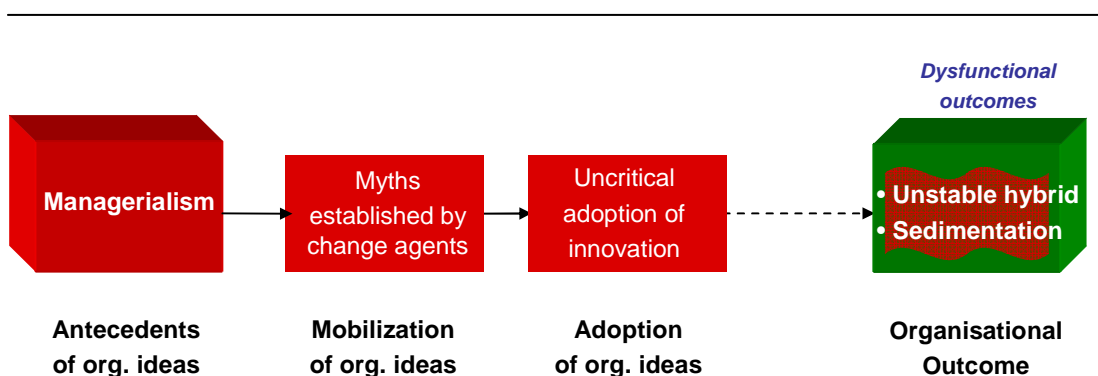 Dysfunctional
outcomes
Managerialism
Myths
established by
change agents
Uncritical
adoption of
innovation
• Unstable hybrid
• Sedimentation
Antecedents
of org. ideas
Mobilization
of org. ideas
Adoption
of org. ideas
Organisational
Outcome